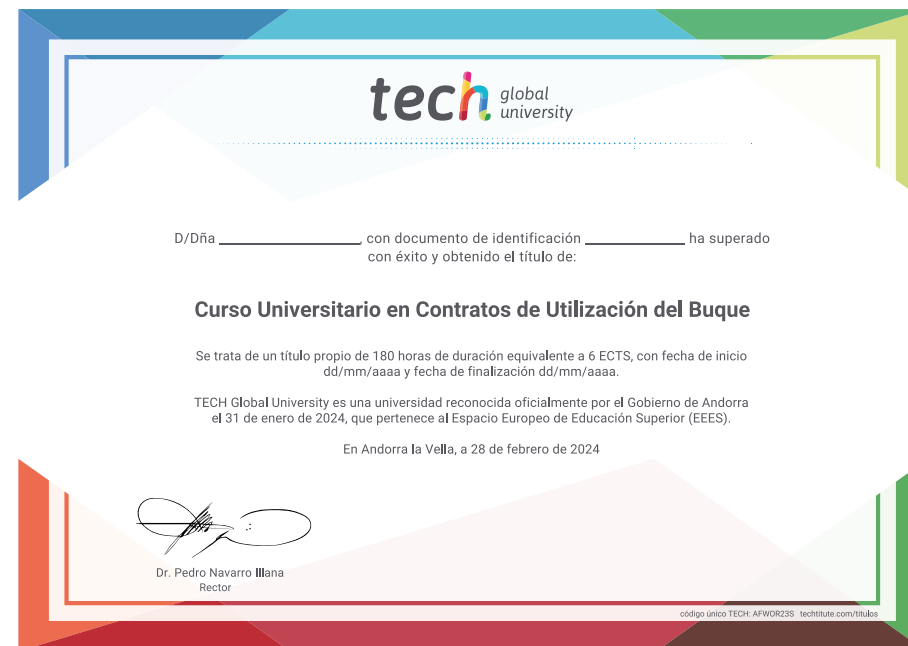 tech global
university
D/Dña ____________________, con documento de identificación ______________ ha superado
con éxito y obtenido el título de:
Curso Universitario en Contratos de Utilización del Buque
Se trata de un título propio de 180 horas de duración equivalente a 6 ECTS, con fecha de inicio
dd/mm/aaaa y fecha de finalización dd/mm/aaaa.
TECH Global University es una universidad reconocida oficialmente por el Gobierno de Andorra
el 31 de enero de 2024, que pertenece al Espacio Europeo de Educación Superior (EEES).
En Andorra la Vella, a 28 de febrero de 2024
Dr. Pedro Navarro Illana
Rector
código único TECH: AFWOR23S techtitute.com/titulos